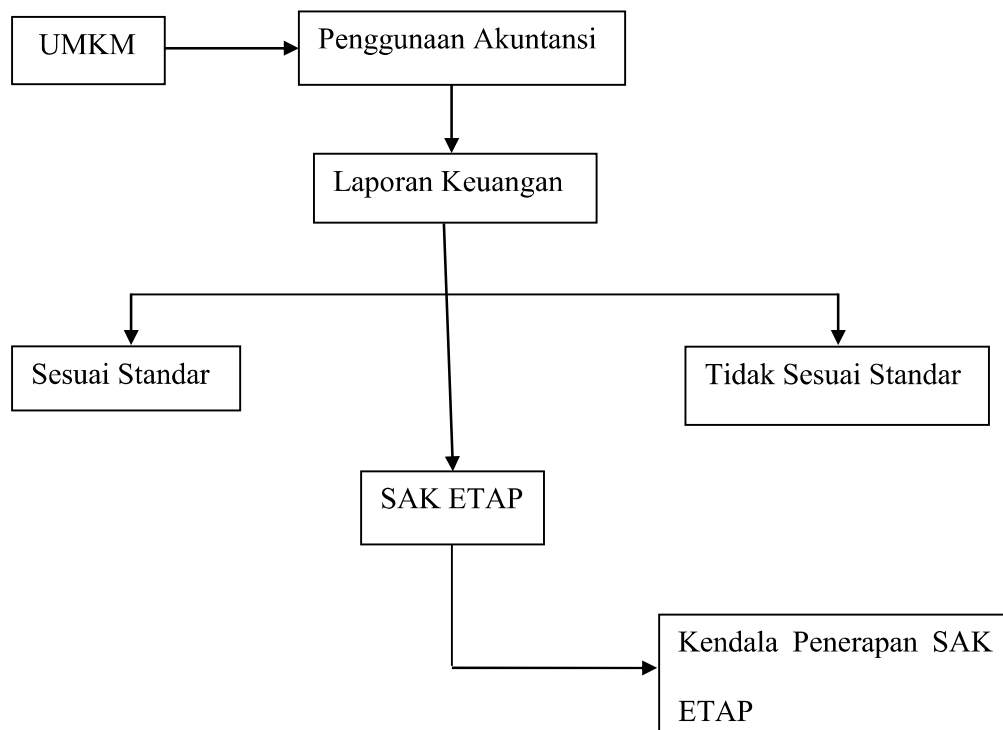 UMKM
Penggunaan Akuntansi
Laporan Keuangan
Sesuai Standar
Tidak Sesuai Standar
SAK ETAP
Kendala Penerapan SAK
ETAP